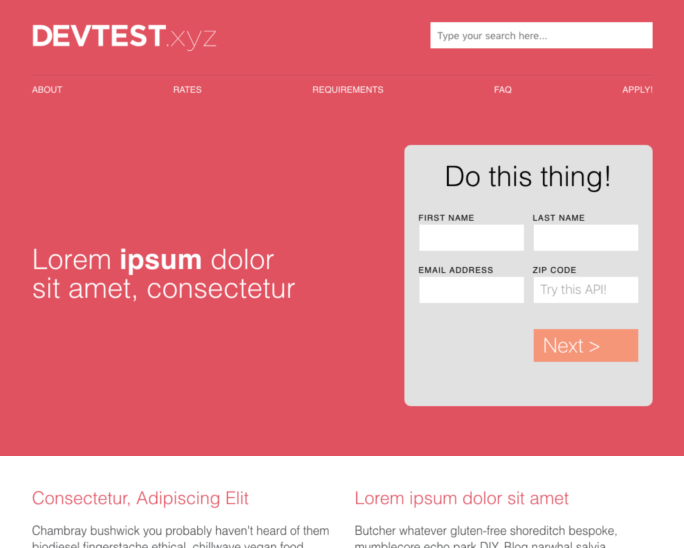 DEVTEST.xyz
Type your search here...
ABOUT RATES REQUIREMENTS FAQ APPLY!
Do this thing!
FIRST NAME LAST NAME
EMAIL ADDRESS ZIP CODE
Try this API!
Next >
Lorem ipsum dolor
sit amet, consectetur
Consectetur, Adipiscing Elit
Chambray bushwick you probably haven't heard of them
biodiesel fingerstache ethical, chillwave vegan food
Lorem ipsum dolor sit amet
Butcher whatever gluten-free shoreditch bespoke,
mumblecore echo park DIY. Blog narwhal salvia